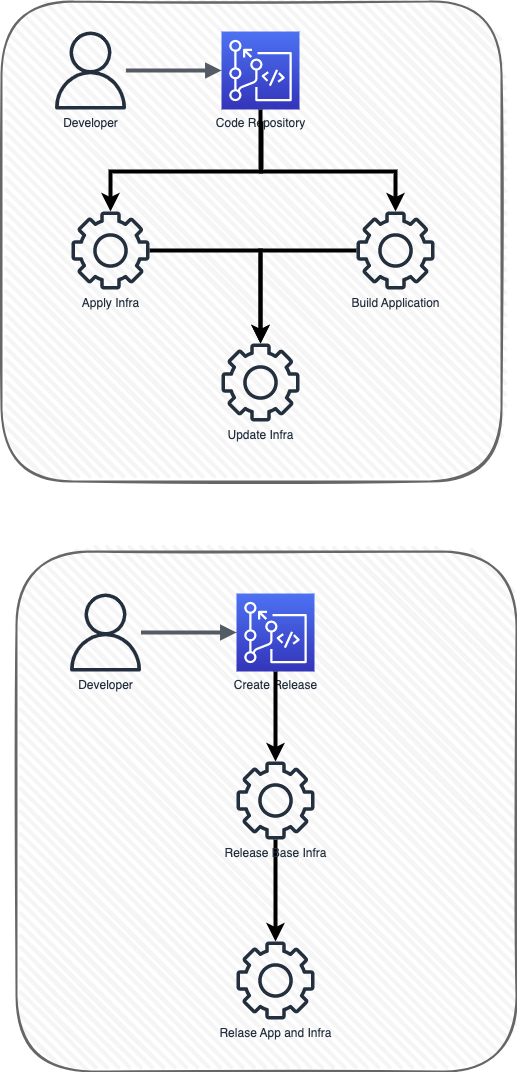 Developer
Code Repository
Apply Infra
Build Application
Update Infra
Developer
Create Release
Release Base Infra
Relase App and Infra